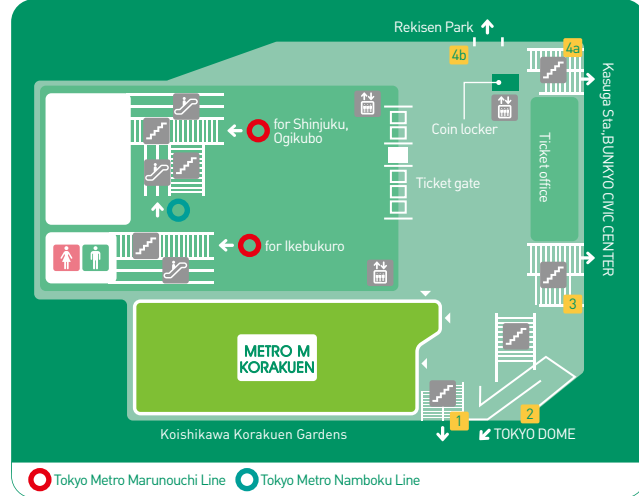 Rekisen Park
4b
4a
for Shinjuku,
Ogikubo
Coin locker
Ticket gate
Ticket office
Kasuga Sta.,BUNKYO CIVIC CENTER
for Ikebukuro
3
METRO M
KORAKUEN
1
2
Koishikawa Korakuen Gardens
TOKYO DOME
Tokyo Metro Marunouchi Line
Tokyo Metro Namboku Line